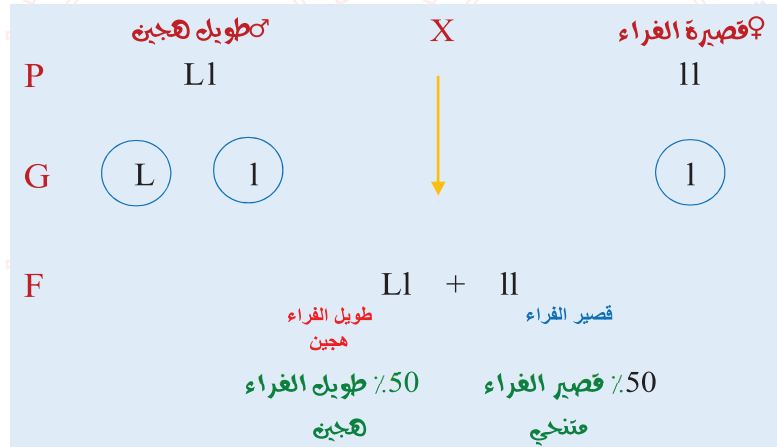 ♀قصيرة الفراء X ♂طويل هجين
P Ll ll
G L l l
F Ll + ll
قصير الفراء طويل الفراء
هجين
50٪ قصير الفراء 50٪ طويل الفراء
متنحي هجين